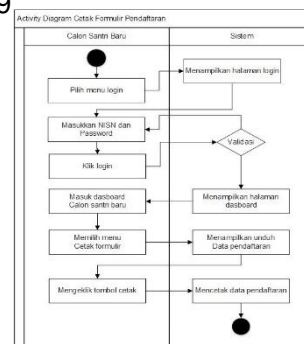 g
Activity Diagram Cetak Formulir Pendaftaran
Calon Santri Baru
Sistem
Pilih menu login
Menampilkan halaman login
Masukkan NISN dan
Password
Klik login
Validasi
Masuk dasboard
Calon santri baru
Menampilkan halaman
dasboard
Memilih menu
Cetak formulir
Menampilkan unduh
Data pendaftaran
Mengeklik tombol cetak
Mencetak data pendaftaran